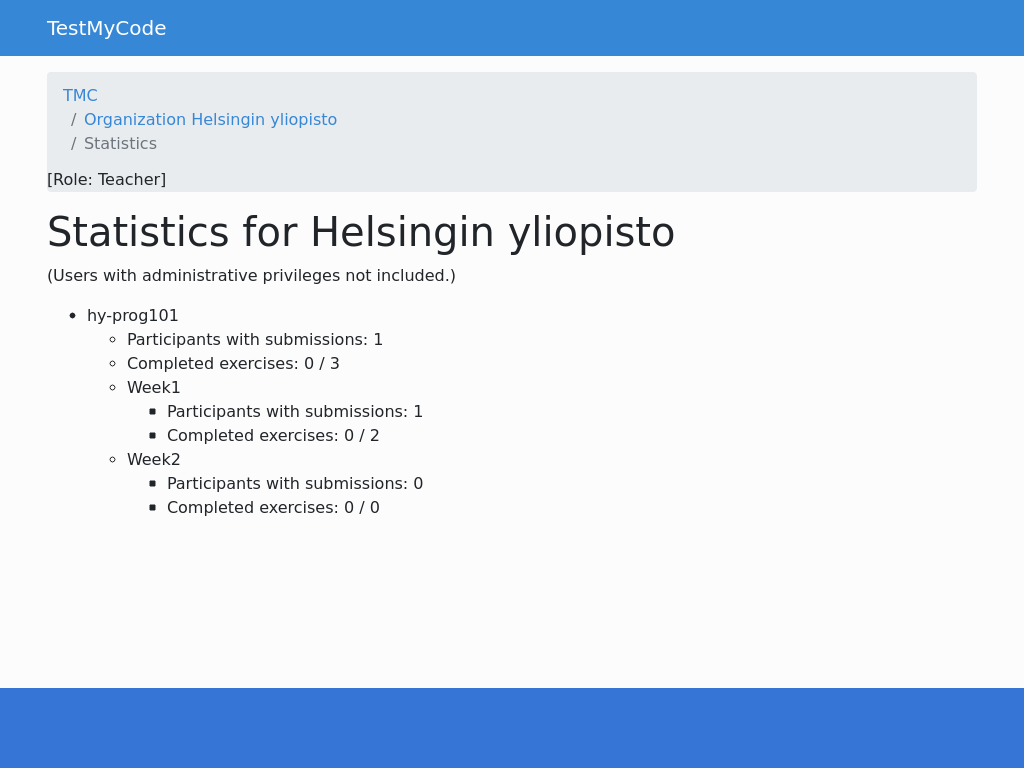 TestMyCode
TMC
/ Organization Helsingin yliopisto
/ Statistics
[Role: Teacher]
Statistics for Helsingin yliopisto
(Users with administrative privileges not included.)
hy-prog101
Participants with submissions: 1
Completed exercises: 0 / 3
Week1
Participants with submissions: 1
Completed exercises: 0 / 2
Week2
Participants with submissions: 0
Completed exercises: 0 / 0